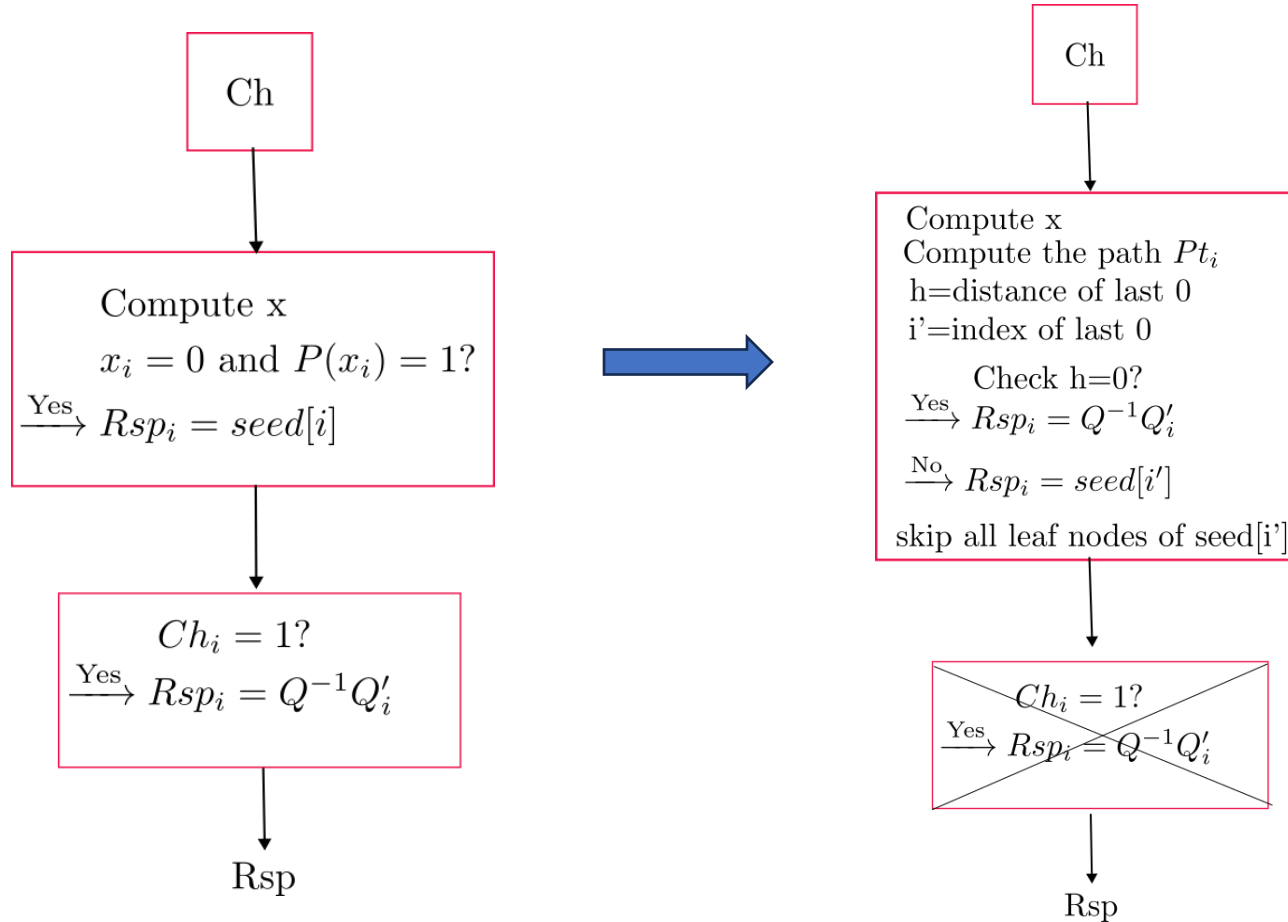 Ch
Compute x
$x_i = 0$ and $P(x_i) = 1$?
Yes
$Rsp_i = seed[i]$
$Ch_i = 1$?
Yes
$Rsp_i = Q^{-1}Q'_i$
Rsp
Ch
Compute x
Compute the path $Pt_i$
h=distance of last 0
i'=index of last 0
Check h=0?
Yes
$Rsp_i = Q^{-1}Q'_i$
No
$Rsp_i = seed[i']$
skip all leaf nodes of seed[i']
$Ch_i = 1$?
Yes
$Rsp_i = Q^{-1}Q'_i$
Rsp